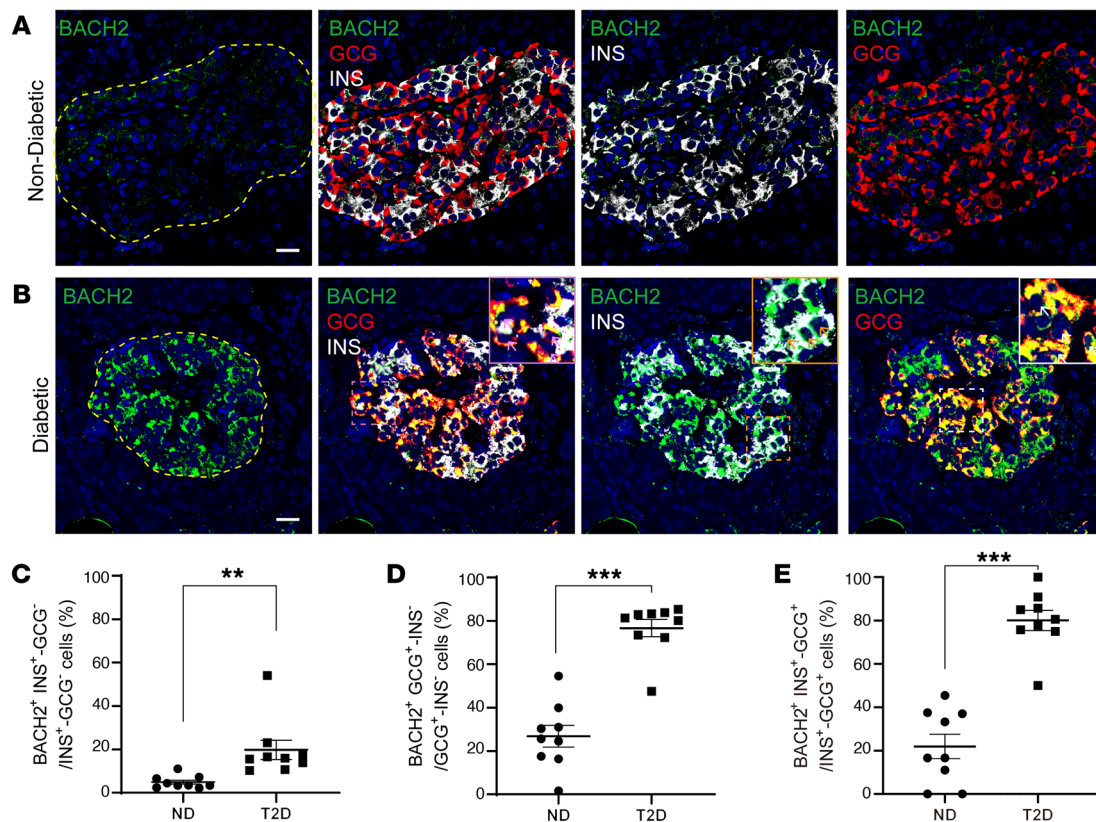 A
Non-Diabetic
BACH2
BACH2
GCG
INS
BACH2
INS
BACH2
GCG
B
Diabetic
BACH2
BACH2
GCG
INS
BACH2
INS
BACH2
GCG
C
BACH2⁺ INS⁺-GCG⁻
/INS⁺-GCG⁻ cells (%)
100
80
60
40
20
0
**
ND
T2D
D
BACH2⁺ GCG⁺-INS⁻
/GCG⁺-INS⁻ cells (%)
100
80
60
40
20
0
***
ND
T2D
E
BACH2⁺ INS⁺-GCG⁺
/INS⁺-GCG⁺ cells (%)
100
80
60
40
20
0
***
ND
T2D